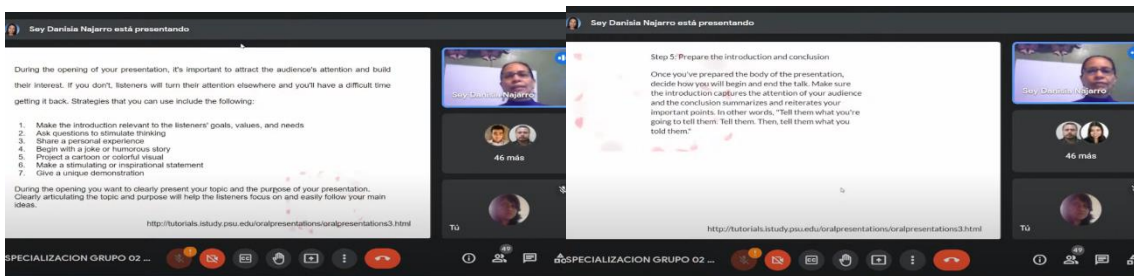 Sey Danisia Najarro está presentando
During the opening of your presentation, it's important to attract the audience's attention and build
their interest. If you don't, listeners will turn their attention elsewhere and you'll have a difficult time
getting it back. Strategies that you can use include the following:
1. Make the introduction relevant to the listeners' goals, values, and needs
2. Ask questions to stimulate thinking
3. Share a personal experience
4. Begin with a joke or humorous story
5. Project a cartoon or colorful visual
6. Make a stimulating or inspirational statement
7. Give a unique demonstration
During the opening you want to clearly present your topic and the purpose of your presentation.
Clearly articulating the topic and purpose will help the listeners focus on and easily follow your main
ideas.
http://tutorials.istudy.psu.edu/oralpresentations/oralpresentations3.html
Sey Danisia Najarro
46 más
Tú
SPECIALIZACION GRUPO 02 ...
49
Sey Danisia Najarro está presentando
Step 5: Prepare the introduction and conclusion
Once you've prepared the body of the presentation,
decide how you will begin and end the talk. Make sure
the introduction captures the attention of your audience
and the conclusion summarizes and reiterates your
important points. In other words, "Tell them what you're
going to tell them. Tell them. Then, tell them what you
told them."
http://tutorials.istudy.psu.edu/oralpresentations/oralpresentations3.html
Sey Danisia Najarro
46 más
Tú
SPECIALIZACION GRUPO 02 ...
49